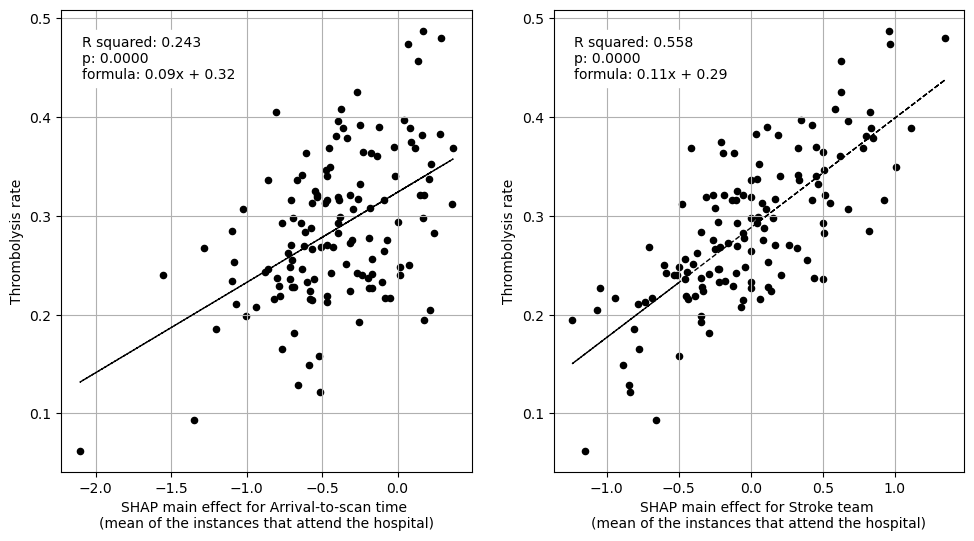 R squared: 0.243
p: 0.0000
formula: 0.09x + 0.32
Thrombolysis rate
0.5
0.4
0.3
0.2
0.1
−2.0 −1.5 −1.0 −0.5 0.0
SHAP main effect for Arrival-to-scan time
(mean of the instances that attend the hospital)
R squared: 0.558
p: 0.0000
formula: 0.11x + 0.29
Thrombolysis rate
0.5
0.4
0.3
0.2
0.1
−1.0 −0.5 0.0 0.5 1.0
SHAP main effect for Stroke team
(mean of the instances that attend the hospital)